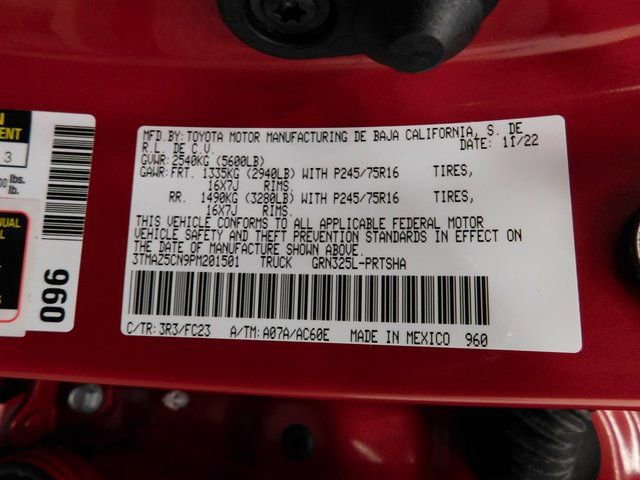 MFD.BY:TOYOTA MOTOR MANUFACTURING DE BAJA CALIFORNIA, S. DE
R.L. DE C.V. DATE: 11/22
GVWR: 2540KG (5600LB)
GAWR:FRT. 1335KG (2940LB) WITH P245/75R16 TIRES,
16X7J RIMS.
RR. 1490KG (3280LB) WITH P245/75R16 TIRES,
16X7J RIMS.
THIS VEHICLE CONFORMS TO ALL APPLICABLE FEDERAL MOTOR
VEHICLE SAFETY AND THEFT PREVENTION STANDARDS IN EFFECT ON
THE DATE OF MANUFACTURE SHOWN ABOVE.
3TMAZ5CN9PM201501 TRUCK GRN325L-PRTSHA
C/TR: 3R3/FC23 A/TM: A07A/AC60E MADE IN MEXICO 960
3
lbs.
lb.
960